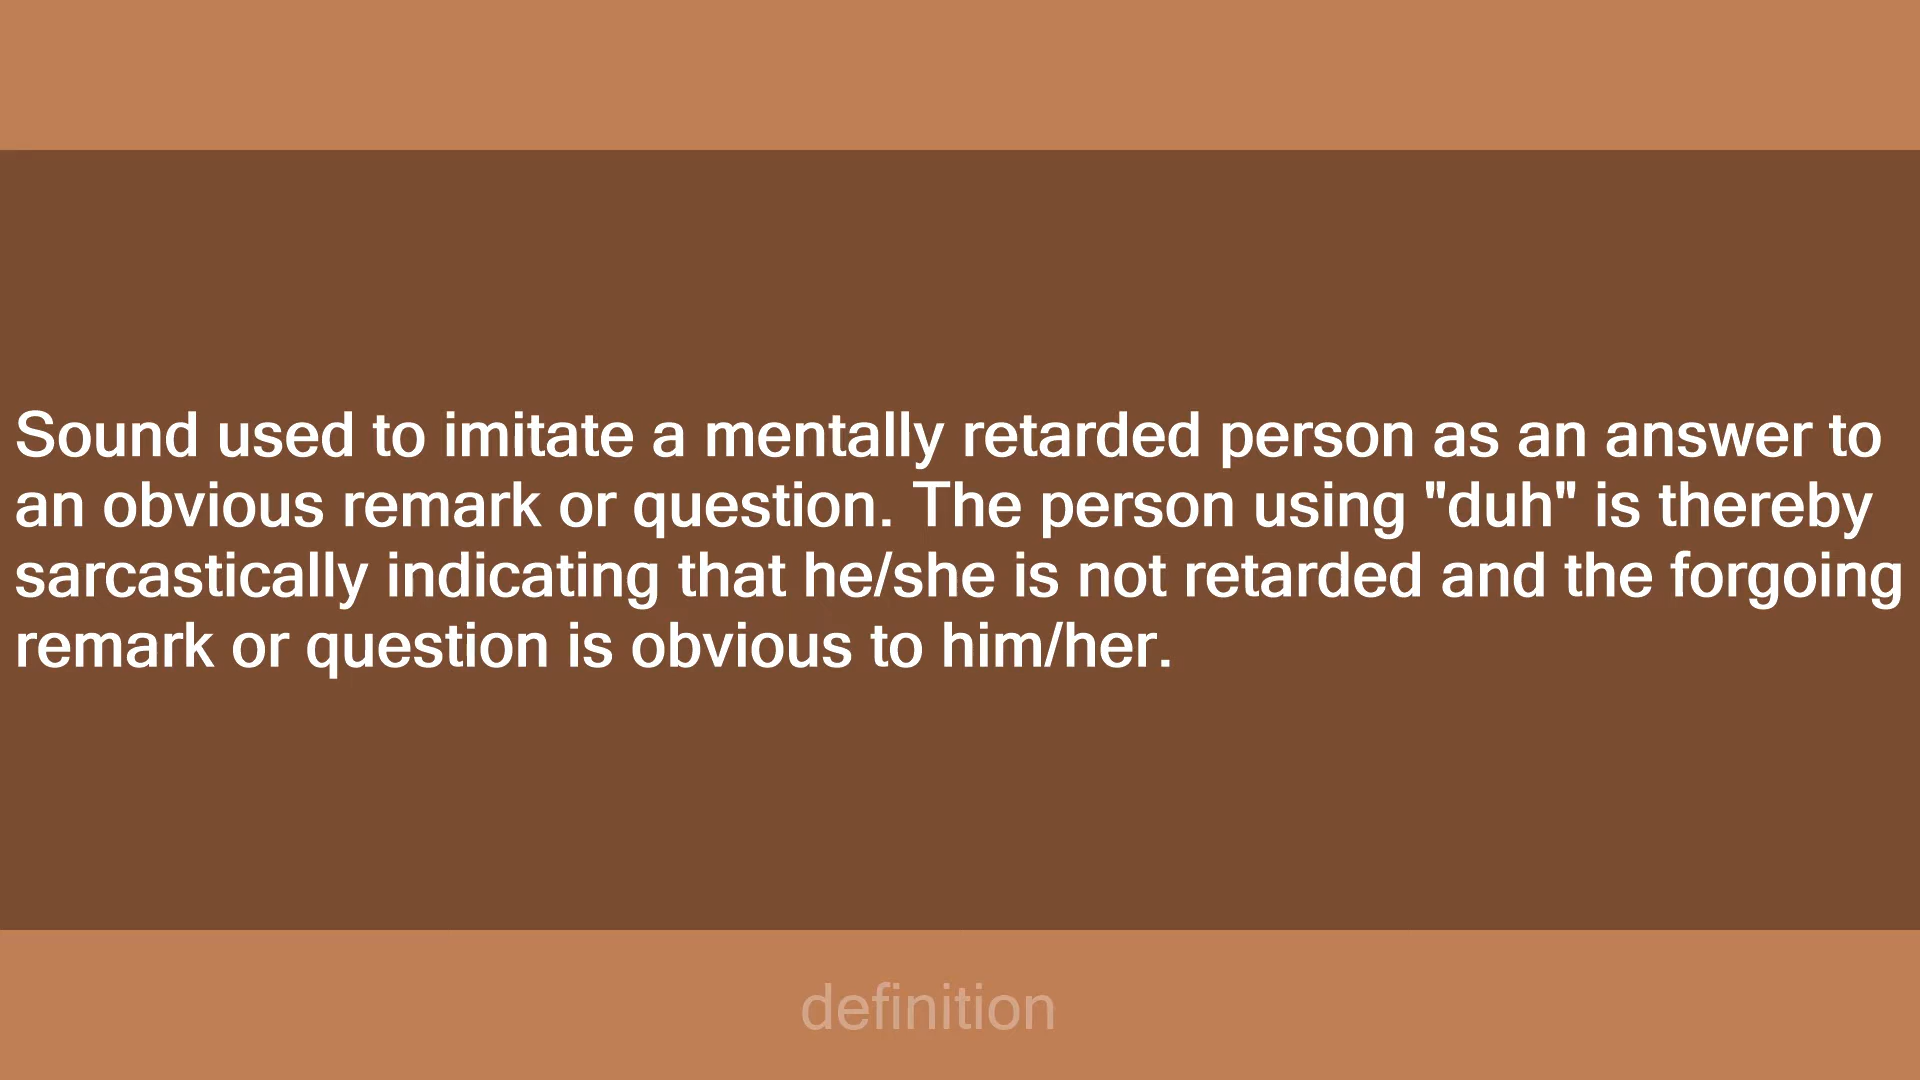 Sound used to imitate a mentally retarded person as an answer to
an obvious remark or question. The person using "duh" is thereby
sarcastically indicating that he/she is not retarded and the forgoing
remark or question is obvious to him/her.
definition